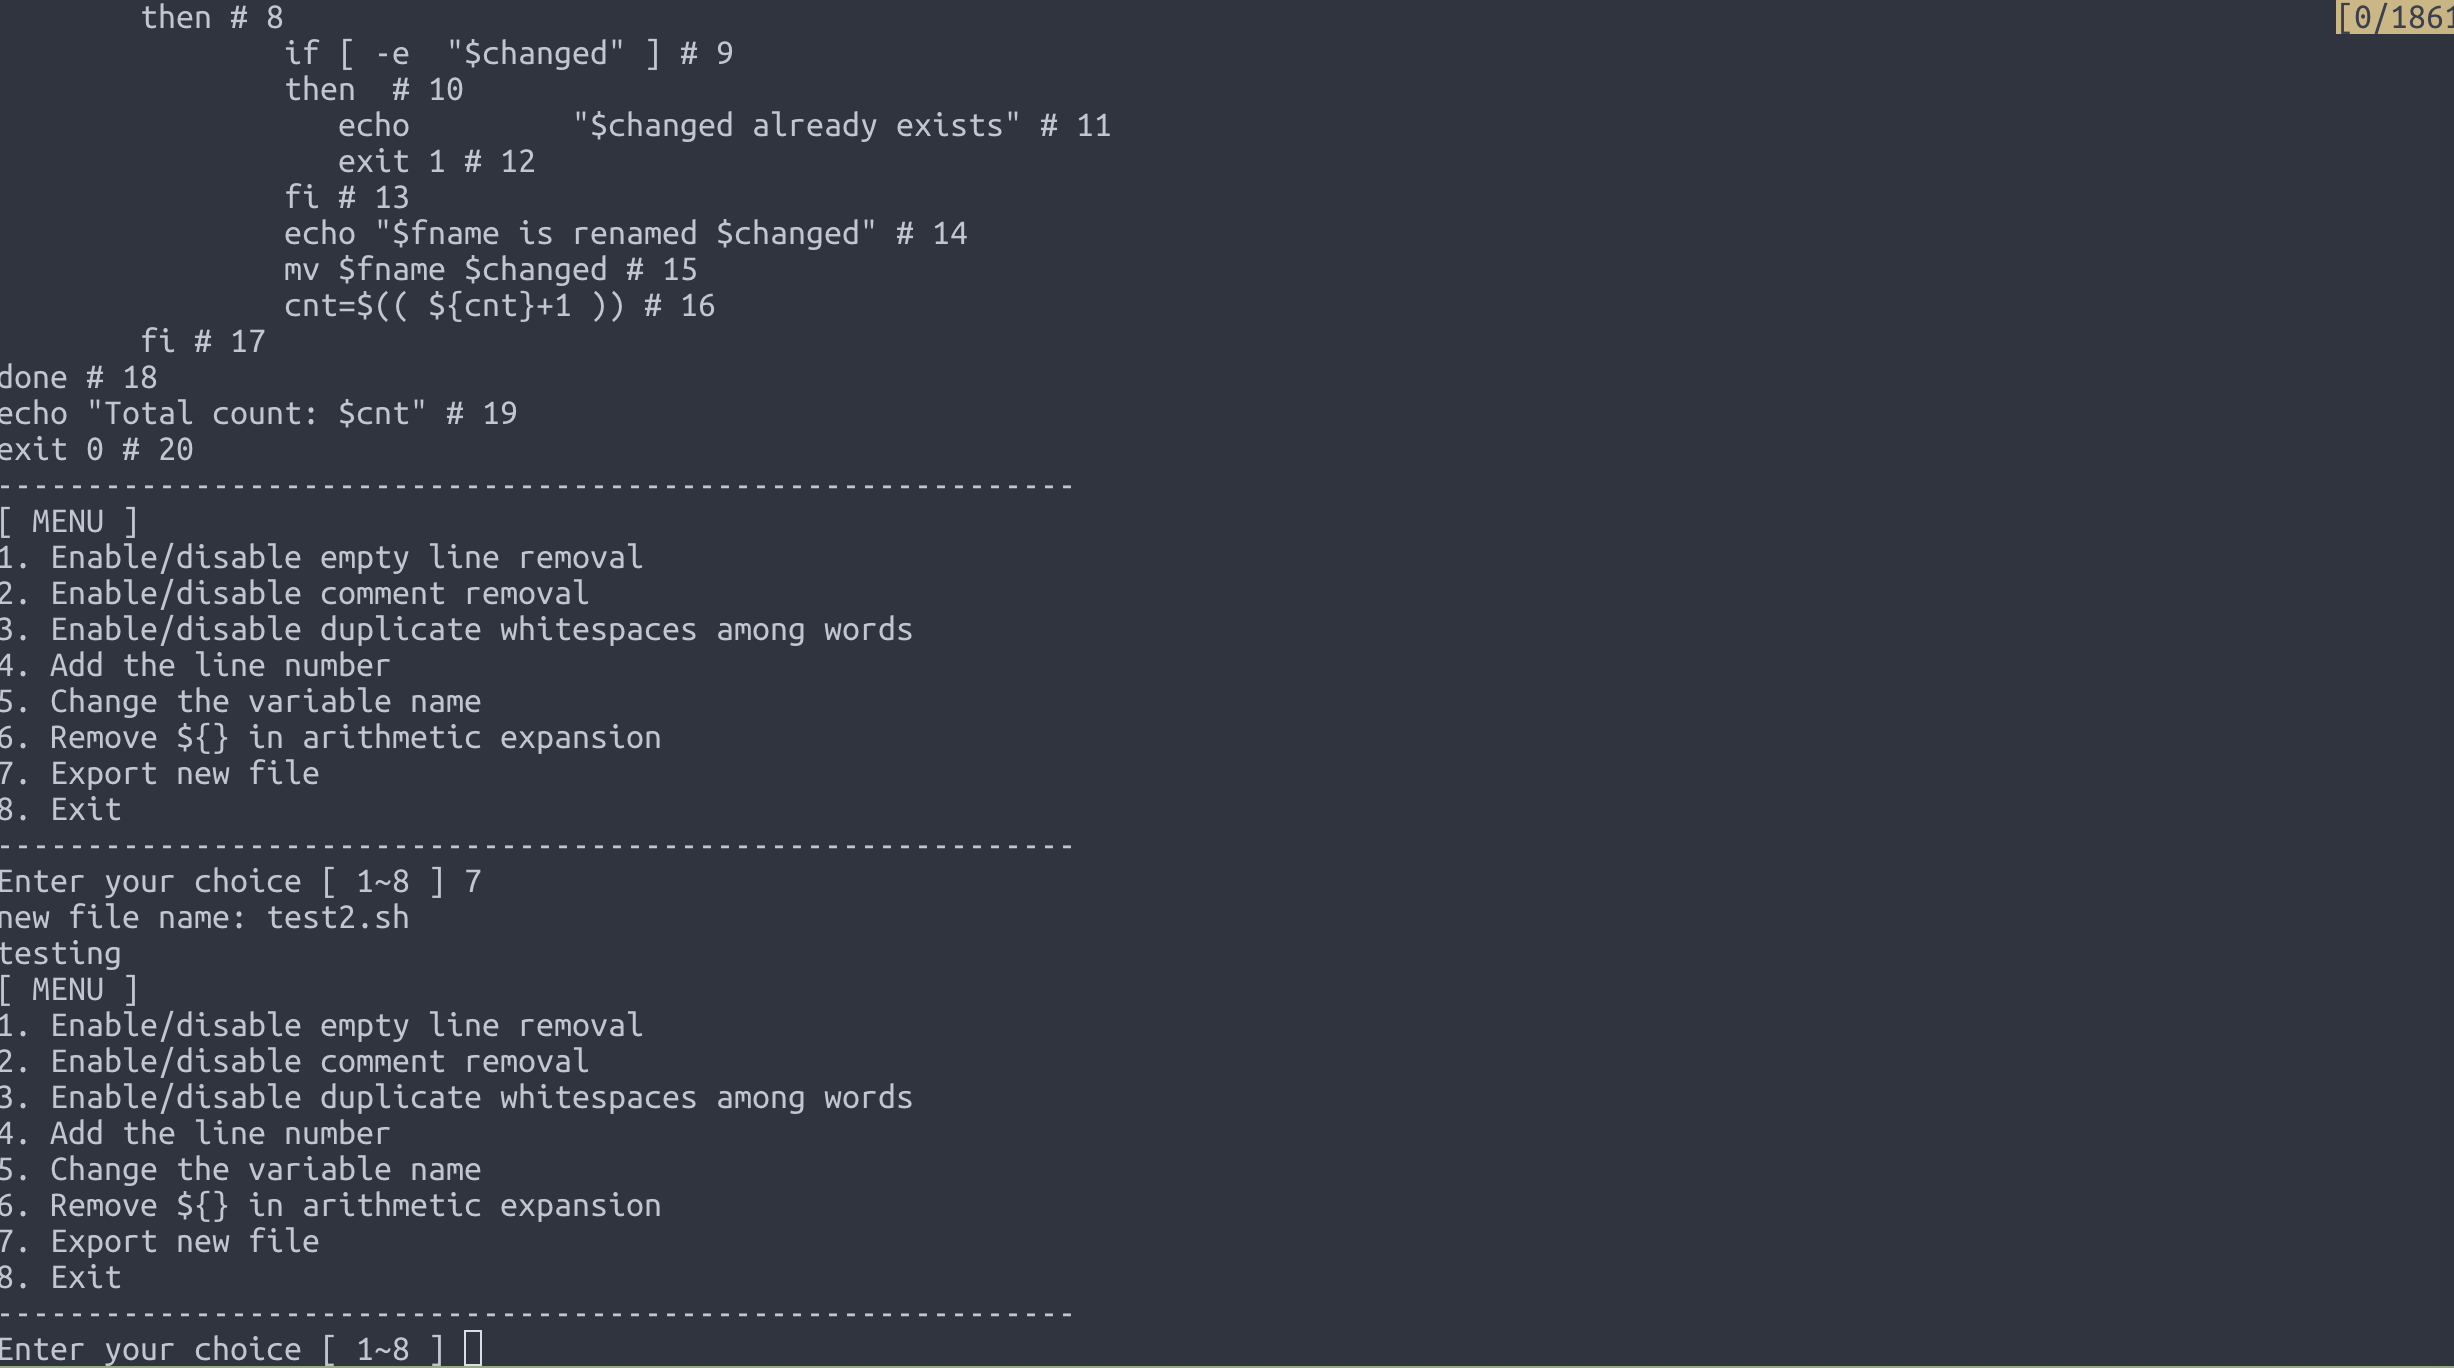 then # 8
[0/1861
                if [ -e  "$changed" ] # 9
                then  # 10
                   echo         "$changed already exists" # 11
                   exit 1 # 12
                fi # 13
                echo "$fname is renamed $changed" # 14
                mv $fname $changed # 15
                cnt=$(( ${cnt}+1 )) # 16
        fi # 17
done # 18
echo "Total count: $cnt" # 19
exit 0 # 20
------------------------------------------------------------
[ MENU ]
1. Enable/disable empty line removal
2. Enable/disable comment removal
3. Enable/disable duplicate whitespaces among words
4. Add the line number
5. Change the variable name
6. Remove ${} in arithmetic expansion
7. Export new file
8. Exit
------------------------------------------------------------
Enter your choice [ 1~8 ] 7
new file name: test2.sh
testing
[ MENU ]
1. Enable/disable empty line removal
2. Enable/disable comment removal
3. Enable/disable duplicate whitespaces among words
4. Add the line number
5. Change the variable name
6. Remove ${} in arithmetic expansion
7. Export new file
8. Exit
------------------------------------------------------------
Enter your choice [ 1~8 ]